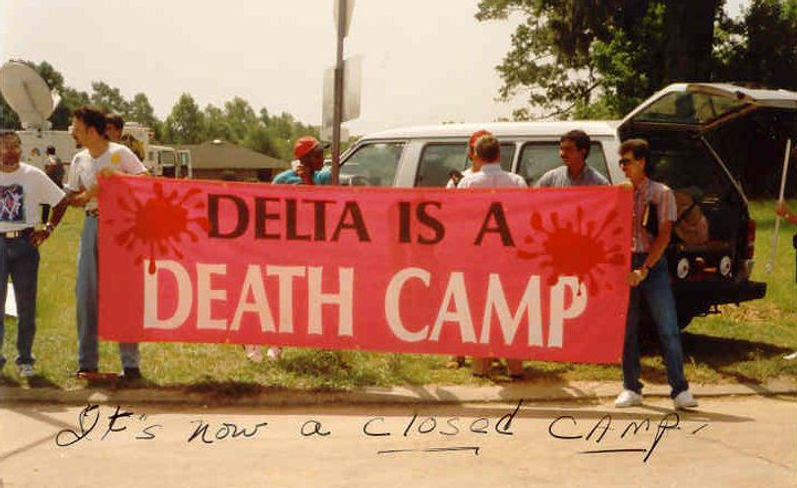 DELTA IS A
DEATH CAMP
It's now a closed CAMP.